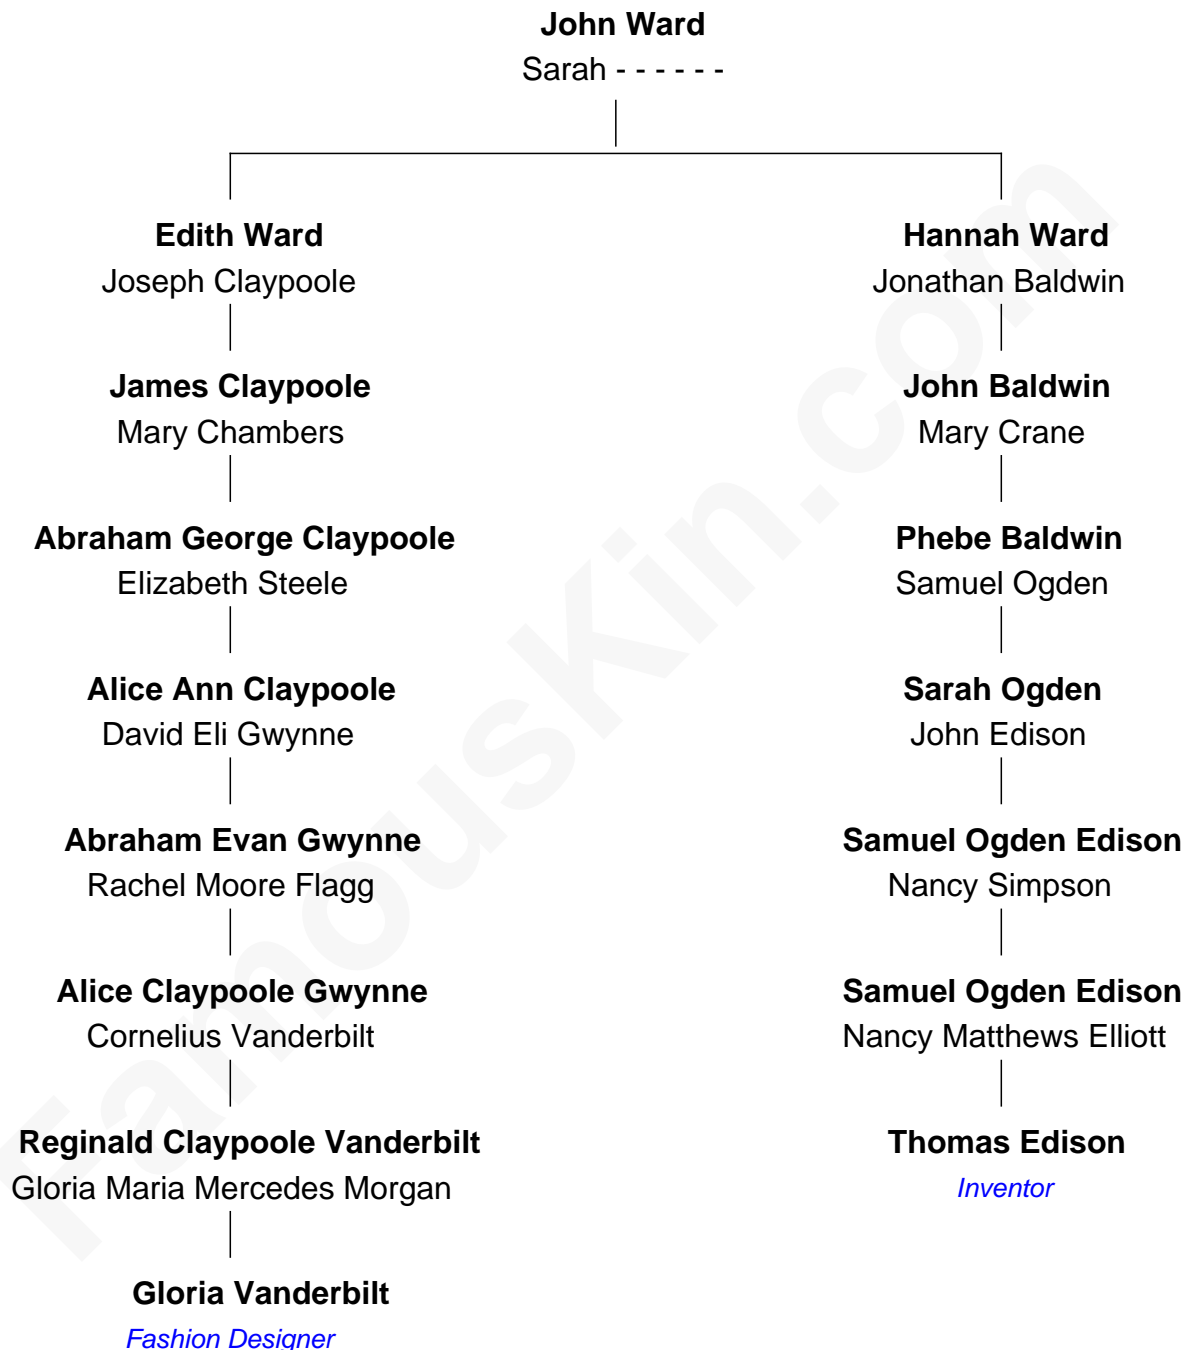 John Ward
Sarah - - - - - -
Edith Ward
Joseph Claypoole
Hannah Ward
Jonathan Baldwin
James Claypoole
Mary Chambers
John Baldwin
Mary Crane
Abraham George Claypoole
Elizabeth Steele
Phebe Baldwin
Samuel Ogden
Alice Ann Claypoole
David Eli Gwynne
Sarah Ogden
John Edison
Abraham Evan Gwynne
Rachel Moore Flagg
Samuel Ogden Edison
Nancy Simpson
Alice Claypoole Gwynne
Cornelius Vanderbilt
Samuel Ogden Edison
Nancy Matthews Elliott
Reginald Claypoole Vanderbilt
Gloria Maria Mercedes Morgan
Thomas Edison
Inventor
Gloria Vanderbilt
Fashion Designer
FamousKin.com